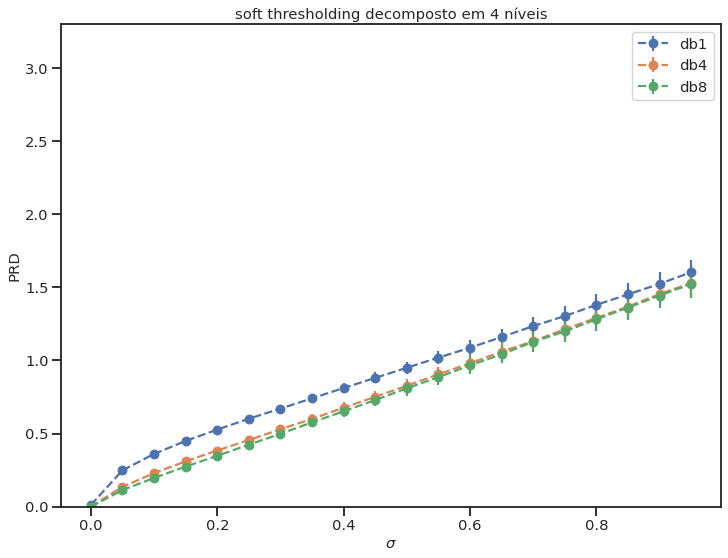 soft thresholding decomposto em 4 níveis
db1
db4
db8
3.0
2.5
2.0
1.5
1.0
0.5
0.0
PRD
0.0 0.2 0.4 0.6 0.8
σ